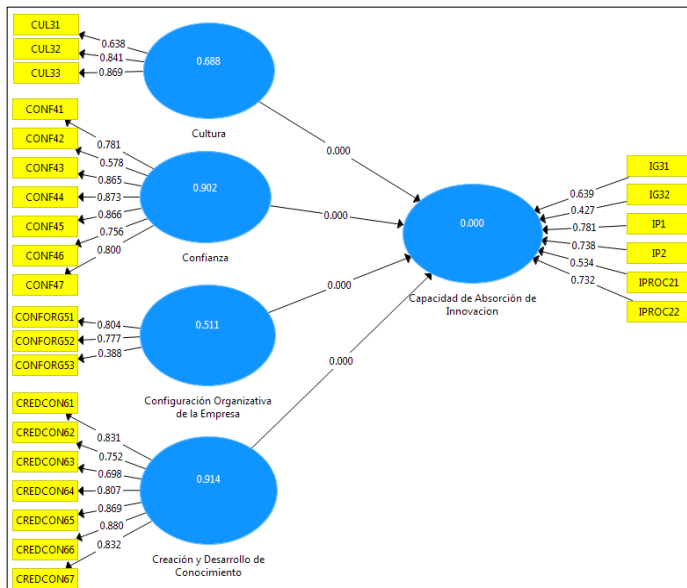 CUL31
CUL32
CUL33
0.638
0.841
0.869
0.688
Cultura
0.000
CONF41
CONF42
CONF43
CONF44
CONF45
CONF46
CONF47
0.781
0.578
0.865
0.873
0.866
0.756
0.800
0.902
Confianza
0.000
CONFORG51
CONFORG52
CONFORG53
0.804
0.777
0.388
0.511
Configuración Organizativa
de la Empresa
0.000
CREDCON61
CREDCON62
CREDCON63
CREDCON64
CREDCON65
CREDCON66
CREDCON67
0.831
0.752
0.698
0.807
0.869
0.880
0.832
0.914
Creación y Desarrollo de
Conocimiento
0.000
0.000
Capacidad de Absorción de
Innovacion
0.639
0.427
0.781
0.738
0.534
0.732
IG31
IG32
IP1
IP2
IPROC21
IPROC22